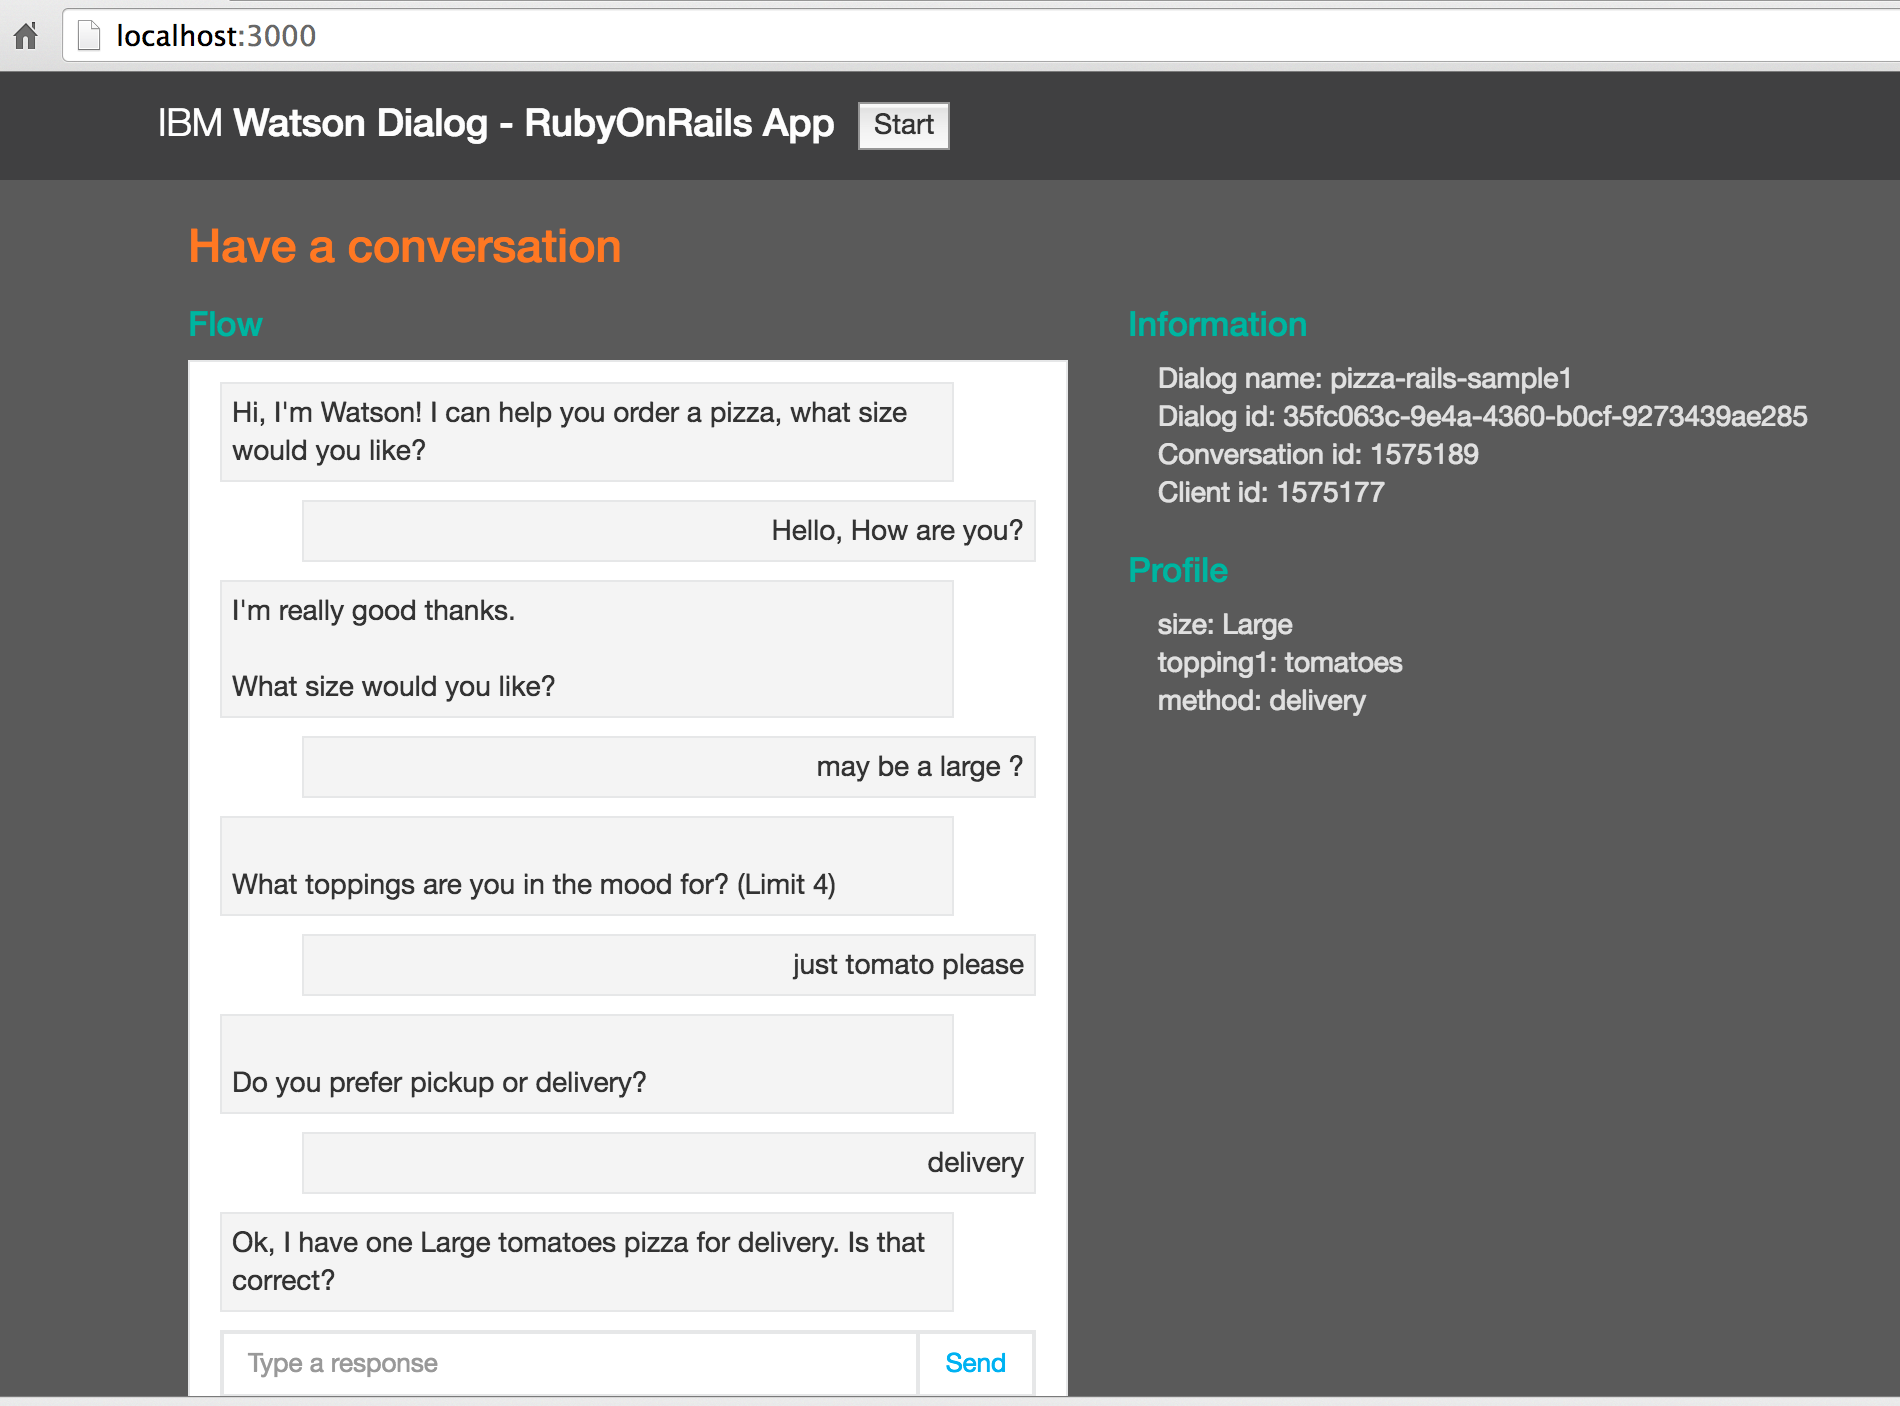 localhost:3000
IBM Watson Dialog - RubyOnRails App
Start
Have a conversation
Flow
Hi, I'm Watson! I can help you order a pizza, what size
would you like?
Hello, How are you?
I'm really good thanks.
What size would you like?
may be a large ?
What toppings are you in the mood for? (Limit 4)
just tomato please
Do you prefer pickup or delivery?
delivery
Ok, I have one Large tomatoes pizza for delivery. Is that
correct?
Type a response
Send
Information
Dialog name: pizza-rails-sample1
Dialog id: 35fc063c-9e4a-4360-b0cf-9273439ae285
Conversation id: 1575189
Client id: 1575177
Profile
size: Large
topping1: tomatoes
method: delivery